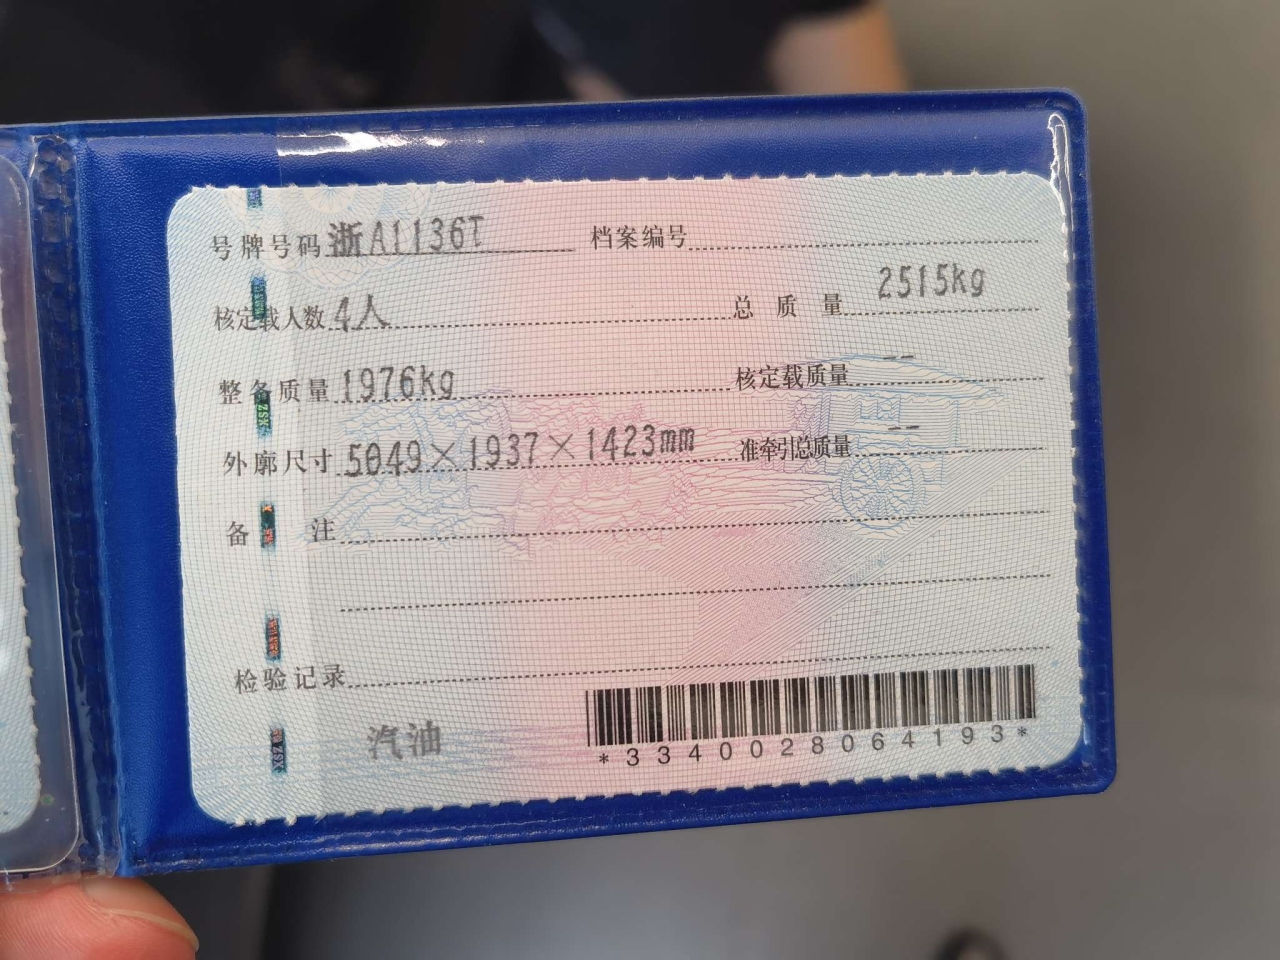 号牌号码 浙A1136T 档案编号
核定载人数 4人 总质量 2515kg
整备质量 1976kg 核定载质量 --
外廓尺寸 5049×1937×1423mm 准牵引总质量 --
备注
检验记录
汽油
*3340028064193*